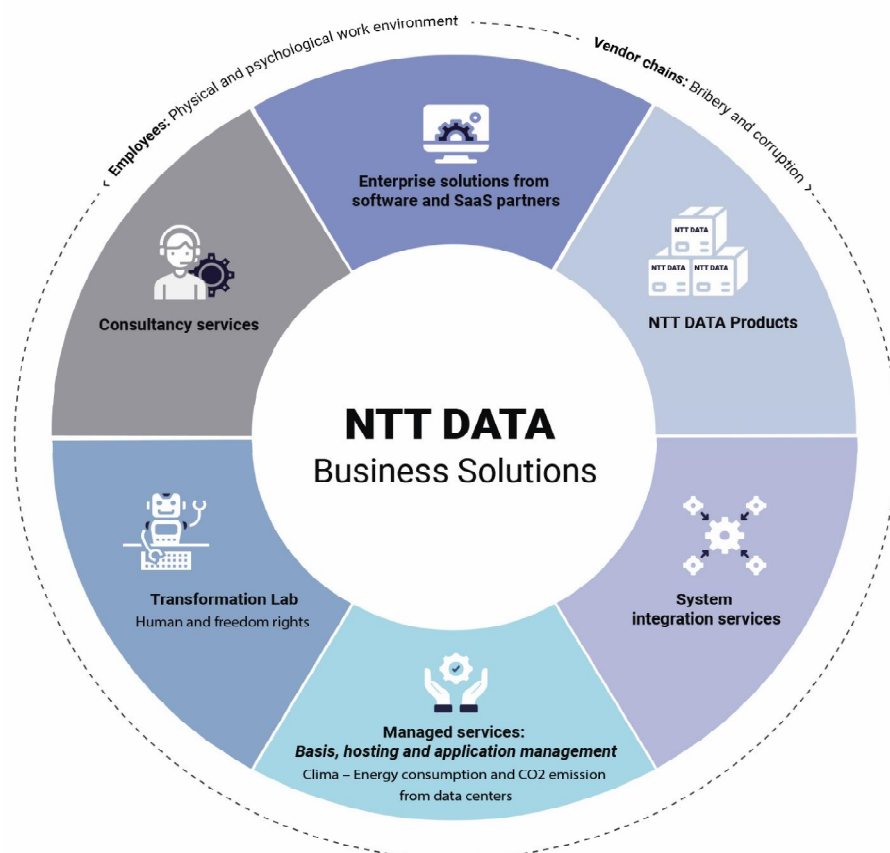 Employees: Physical and psychological work environment
Vendor chains: Bribery and corruption
Enterprise solutions from
software and SaaS partners
NTT DATA
NTT DATA NTT DATA
NTT DATA Products
Consultancy services
NTT DATA
Business Solutions
Transformation Lab
Human and freedom rights
System
integration services
Managed services:
Basis, hosting and application management
Clima – Energy consumption and CO2 emission
from data centers